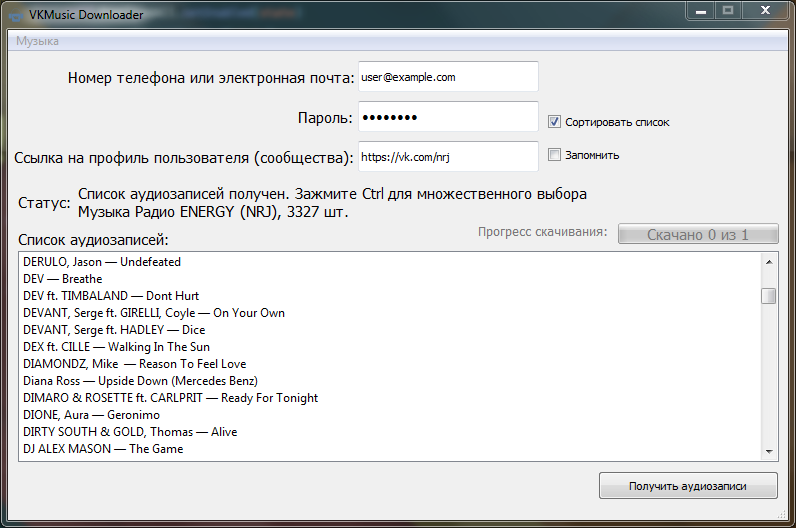 VKMusic Downloader
Музыка
Номер телефона или электронная почта: user@example.com
Пароль: ••••••••
Сортировать список
Ссылка на профиль пользователя (сообщества): https://vk.com/nrj
Запомнить
Статус: Список аудиозаписей получен. Зажмите Ctrl для множественного выбора
Музыка Радио ENERGY (NRJ), 3327 шт.
Прогресс скачивания: Скачано 0 из 1
Список аудиозаписей:
DERULO, Jason — Undefeated
DEV — Breathe
DEV ft. TIMBALAND — Dont Hurt
DEVANT, Serge ft. GIRELLI, Coyle — On Your Own
DEVANT, Serge ft. HADLEY — Dice
DEX ft. CILLE — Walking In The Sun
DIAMONDZ, Mike — Reason To Feel Love
Diana Ross — Upside Down (Mercedes Benz)
DIMARO & ROSETTE ft. CARLPRIT — Ready For Tonight
DIONE, Aura — Geronimo
DIRTY SOUTH & GOLD, Thomas — Alive
DJ ALEX MASON — The Game
Получить аудиозаписи